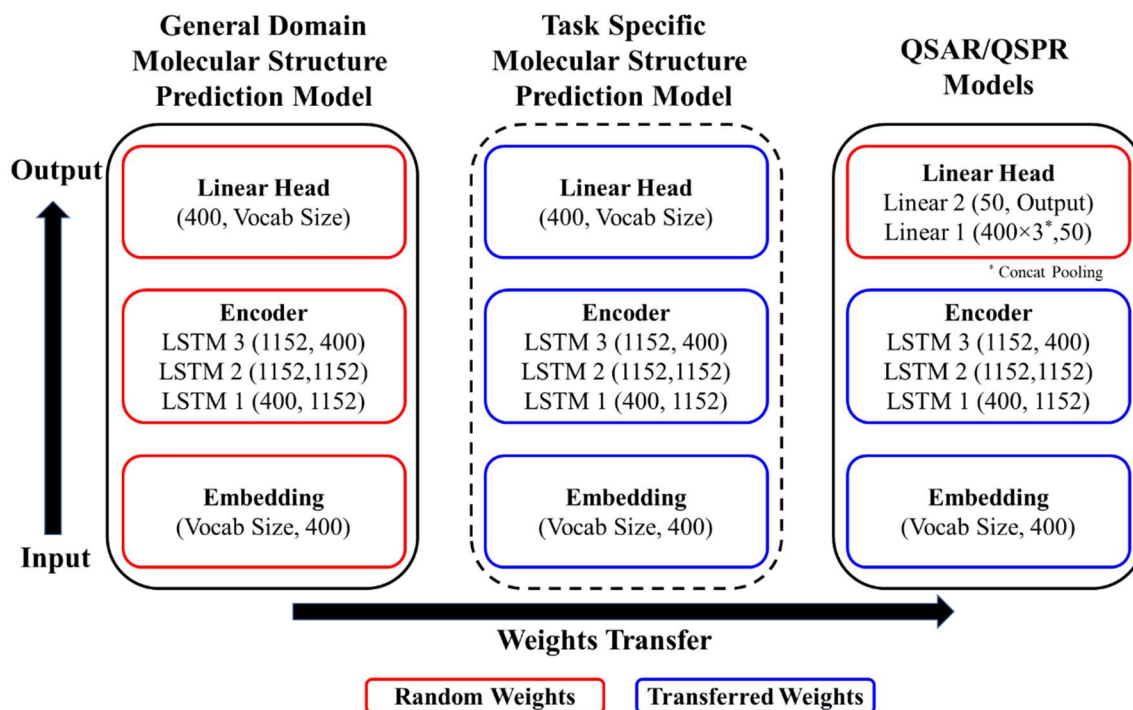 General Domain
Molecular Structure
Prediction Model
Task Specific
Molecular Structure
Prediction Model
QSAR/QSPR
Models
Output
Input
Linear Head
(400, Vocab Size)
Encoder
LSTM 3 (1152, 400)
LSTM 2 (1152,1152)
LSTM 1 (400, 1152)
Embedding
(Vocab Size, 400)
Linear Head
(400, Vocab Size)
Encoder
LSTM 3 (1152, 400)
LSTM 2 (1152,1152)
LSTM 1 (400, 1152)
Embedding
(Vocab Size, 400)
Linear Head
Linear 2 (50, Output)
Linear 1 (400×3*,50)
* Concat Pooling
Encoder
LSTM 3 (1152, 400)
LSTM 2 (1152,1152)
LSTM 1 (400, 1152)
Embedding
(Vocab Size, 400)
Weights Transfer
Random Weights
Transferred Weights